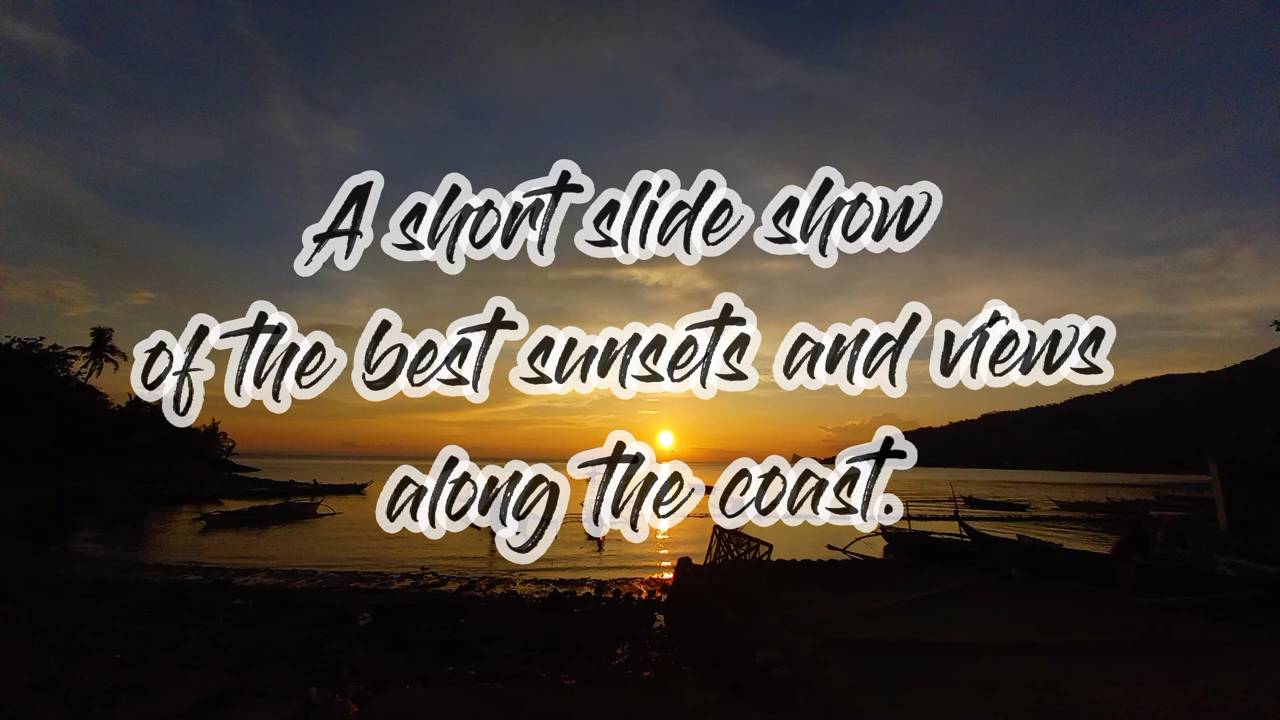 A short slide show
of the best sunsets and views
along the coast.